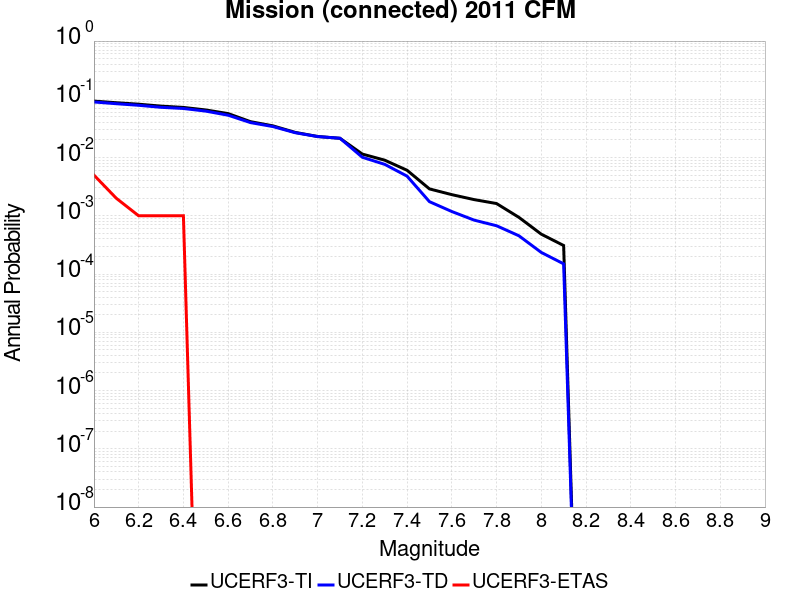 Mission (connected) 2011 CFM
10^0
10^-1
10^-2
10^-3
10^-4
10^-5
10^-6
10^-7
10^-8
Annual Probability
6 6.2 6.4 6.6 6.8 7 7.2 7.4 7.6 7.8 8 8.2 8.4 8.6 8.8 9
Magnitude
UCERF3-TI UCERF3-TD UCERF3-ETAS